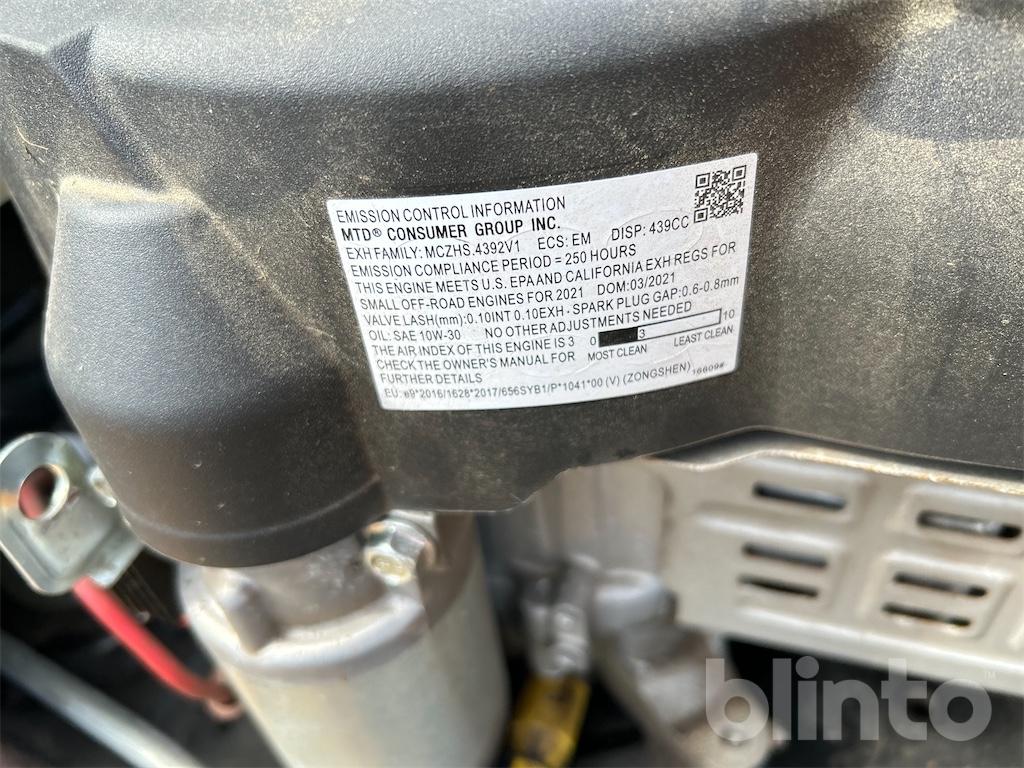 EMISSION CONTROL INFORMATION
MTD® CONSUMER GROUP INC.
EXH FAMILY: MCZHS.4392V1 ECS: EM DISP: 439CC
EMISSION COMPLIANCE PERIOD = 250 HOURS
THIS ENGINE MEETS U.S. EPA AND CALIFORNIA EXH REGS FOR
SMALL OFF-ROAD ENGINES FOR 2021 DOM:03/2021
VALVE LASH(mm):0.10INT 0.10EXH - SPARK PLUG GAP:0.6-0.8mm
OIL: SAE 10W-30 NO OTHER ADJUSTMENTS NEEDED
THE AIR INDEX OF THIS ENGINE IS 3 0 3 10
CHECK THE OWNER'S MANUAL FOR MOST CLEAN LEAST CLEAN
FURTHER DETAILS
EU: e9*2016/1628*2017/656SYB1/P*1041*00 (V) (ZONGSHEN)
blinto™